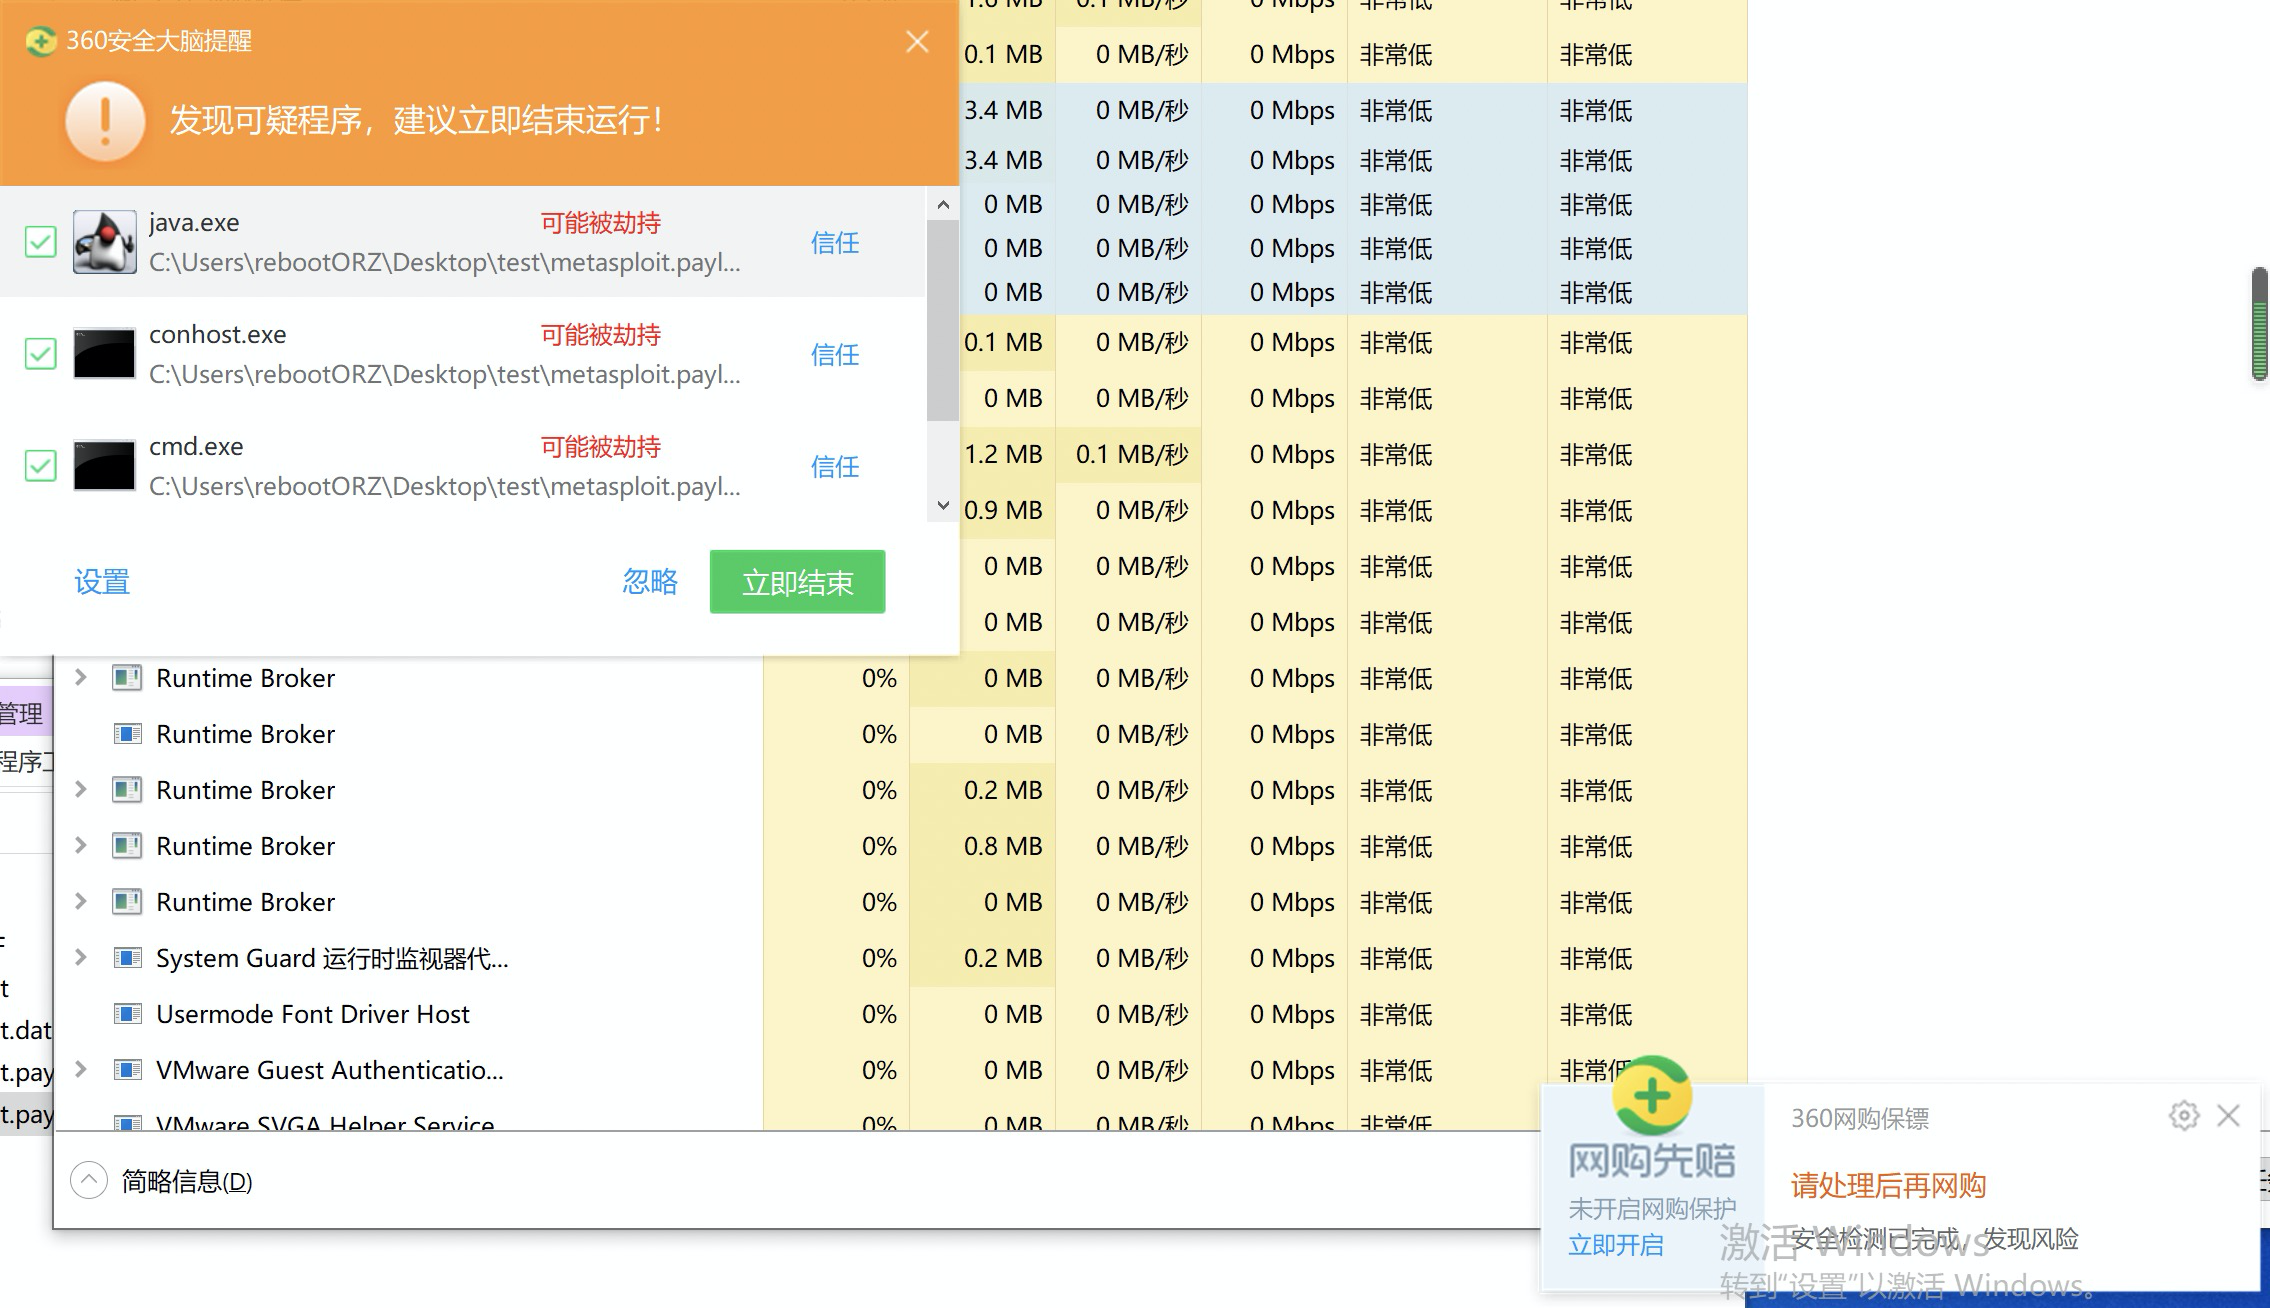 360安全大脑提醒
发现可疑程序，建议立即结束运行！
java.exe 可能被劫持 信任
C:\Users\rebootORZ\Desktop\test\metasploit.payl...
conhost.exe 可能被劫持 信任
C:\Users\rebootORZ\Desktop\test\metasploit.payl...
cmd.exe 可能被劫持 信任
C:\Users\rebootORZ\Desktop\test\metasploit.payl...
设置 忽略 立即结束
0.1 MB 0 MB/秒 0 Mbps 非常低 非常低
3.4 MB 0 MB/秒 0 Mbps 非常低 非常低
3.4 MB 0 MB/秒 0 Mbps 非常低 非常低
0 MB 0 MB/秒 0 Mbps 非常低 非常低
0 MB 0 MB/秒 0 Mbps 非常低 非常低
0 MB 0 MB/秒 0 Mbps 非常低 非常低
0.1 MB 0 MB/秒 0 Mbps 非常低 非常低
0 MB 0 MB/秒 0 Mbps 非常低 非常低
1.2 MB 0.1 MB/秒 0 Mbps 非常低 非常低
0.9 MB 0 MB/秒 0 Mbps 非常低 非常低
0 MB 0 MB/秒 0 Mbps 非常低 非常低
0 MB 0 MB/秒 0 Mbps 非常低 非常低
Runtime Broker 0% 0 MB 0 MB/秒 0 Mbps 非常低 非常低
Runtime Broker 0% 0 MB 0 MB/秒 0 Mbps 非常低 非常低
Runtime Broker 0% 0.2 MB 0 MB/秒 0 Mbps 非常低 非常低
Runtime Broker 0% 0.8 MB 0 MB/秒 0 Mbps 非常低 非常低
Runtime Broker 0% 0 MB 0 MB/秒 0 Mbps 非常低 非常低
System Guard 运行时监视器代... 0% 0.2 MB 0 MB/秒 0 Mbps 非常低 非常低
Usermode Font Driver Host 0% 0 MB 0 MB/秒 0 Mbps 非常低 非常低
VMware Guest Authenticatio... 0% 0 MB 0 MB/秒 0 Mbps 非常低 非常低
VMware SVGA Helper Service 0% 0 MB 0 MB/秒 0 Mbps 非常低
简略信息(D)
管理
程序工
t
t.dat
t.pay
t.pay
网购先赔
未开启网购保护
立即开启
360网购保镖
请处理后再网购
安全检测已完成，发现风险
激活 Windows
转到“设置”以激活 Windows。